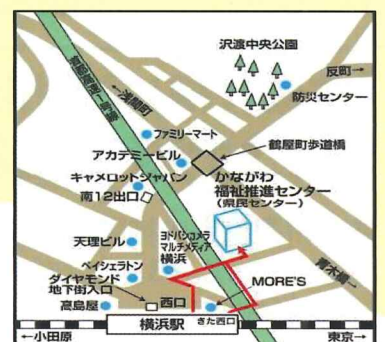 沢渡中央公園
反町→
防災センター
←浅間町
ファミリーマート
鶴屋町歩道橋
アカデミービル
キャメロットジャパン
かながわ
福祉推進センター
(県民センター)
南12出口
天理ビル
ヨドバシカメラ
マルチメディア
横浜
ベイシェラトン
ダイヤモンド
地下街入口
MORE'S
青木橋→
高島屋
西口
きた西口
横浜駅
←小田原
東京→